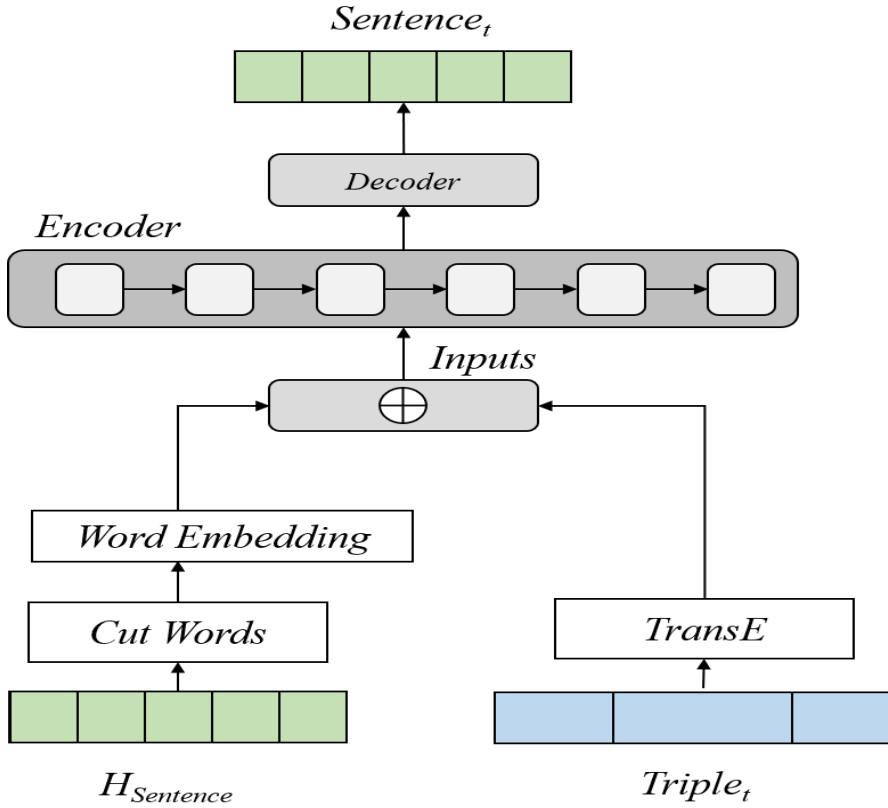 Sentence_t
Decoder
Encoder
Inputs
Word Embedding
Cut Words
TransE
H_Sentence
Triple_t